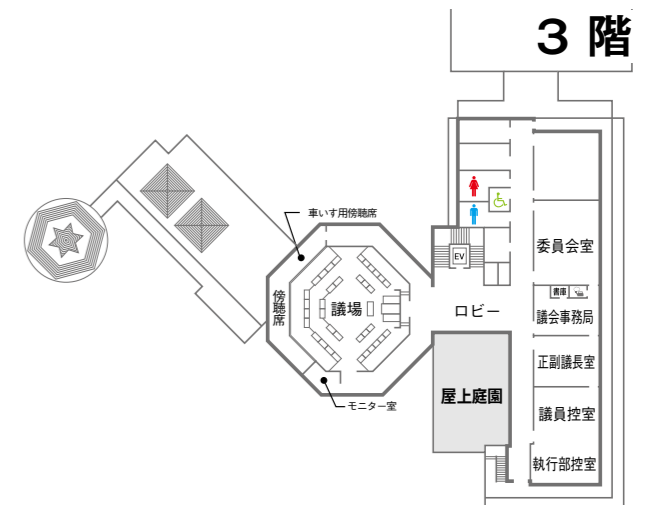 ３ 階
車いす用傍聴席
委員会室
EV
書庫
傍聴席
議場
ロビー
議会事務局
正副議長室
屋上庭園
モニター室
議員控室
執行部控室